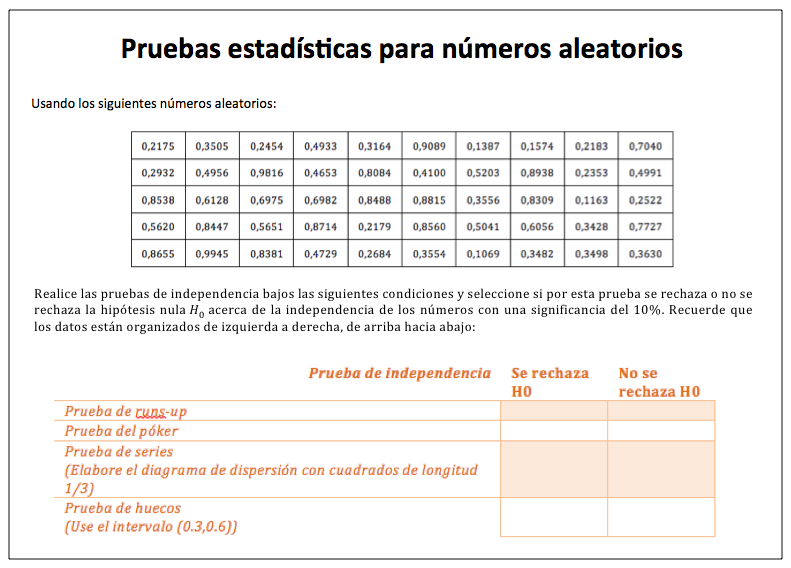 Pruebas estadísticas para números aleatorios
Usando los siguientes números aleatorios:
0,2175 0,3505 0,2454 0,4933 0,3164 0,9089 0,1387 0,1574 0,2183 0,7040
0,2932 0,4956 0,9816 0,4653 0,8084 0,4100 0,5203 0,8938 0,2353 0,4991
0,8538 0,6128 0,6975 0,6982 0,8488 0,8815 0,3556 0,8309 0,1163 0,2522
0,5620 0,8447 0,5651 0,8714 0,2179 0,8560 0,5041 0,6056 0,3428 0,7727
0,8655 0,9945 0,8381 0,4729 0,2684 0,3554 0,1069 0,3482 0,3498 0,3630
Realice las pruebas de independencia bajos las siguientes condiciones y seleccione si por esta prueba se rechaza o no se
rechaza la hipótesis nula H0 acerca de la independencia de los números con una significancia del 10%. Recuerde que
los datos están organizados de izquierda a derecha, de arriba hacia abajo:
Prueba de independencia Se rechaza No se
H0 rechaza H0
Prueba de runs-up
Prueba del póker
Prueba de series
(Elabore el diagrama de dispersión con cuadrados de longitud
1/3)
Prueba de huecos
(Use el intervalo (0.3,0.6))